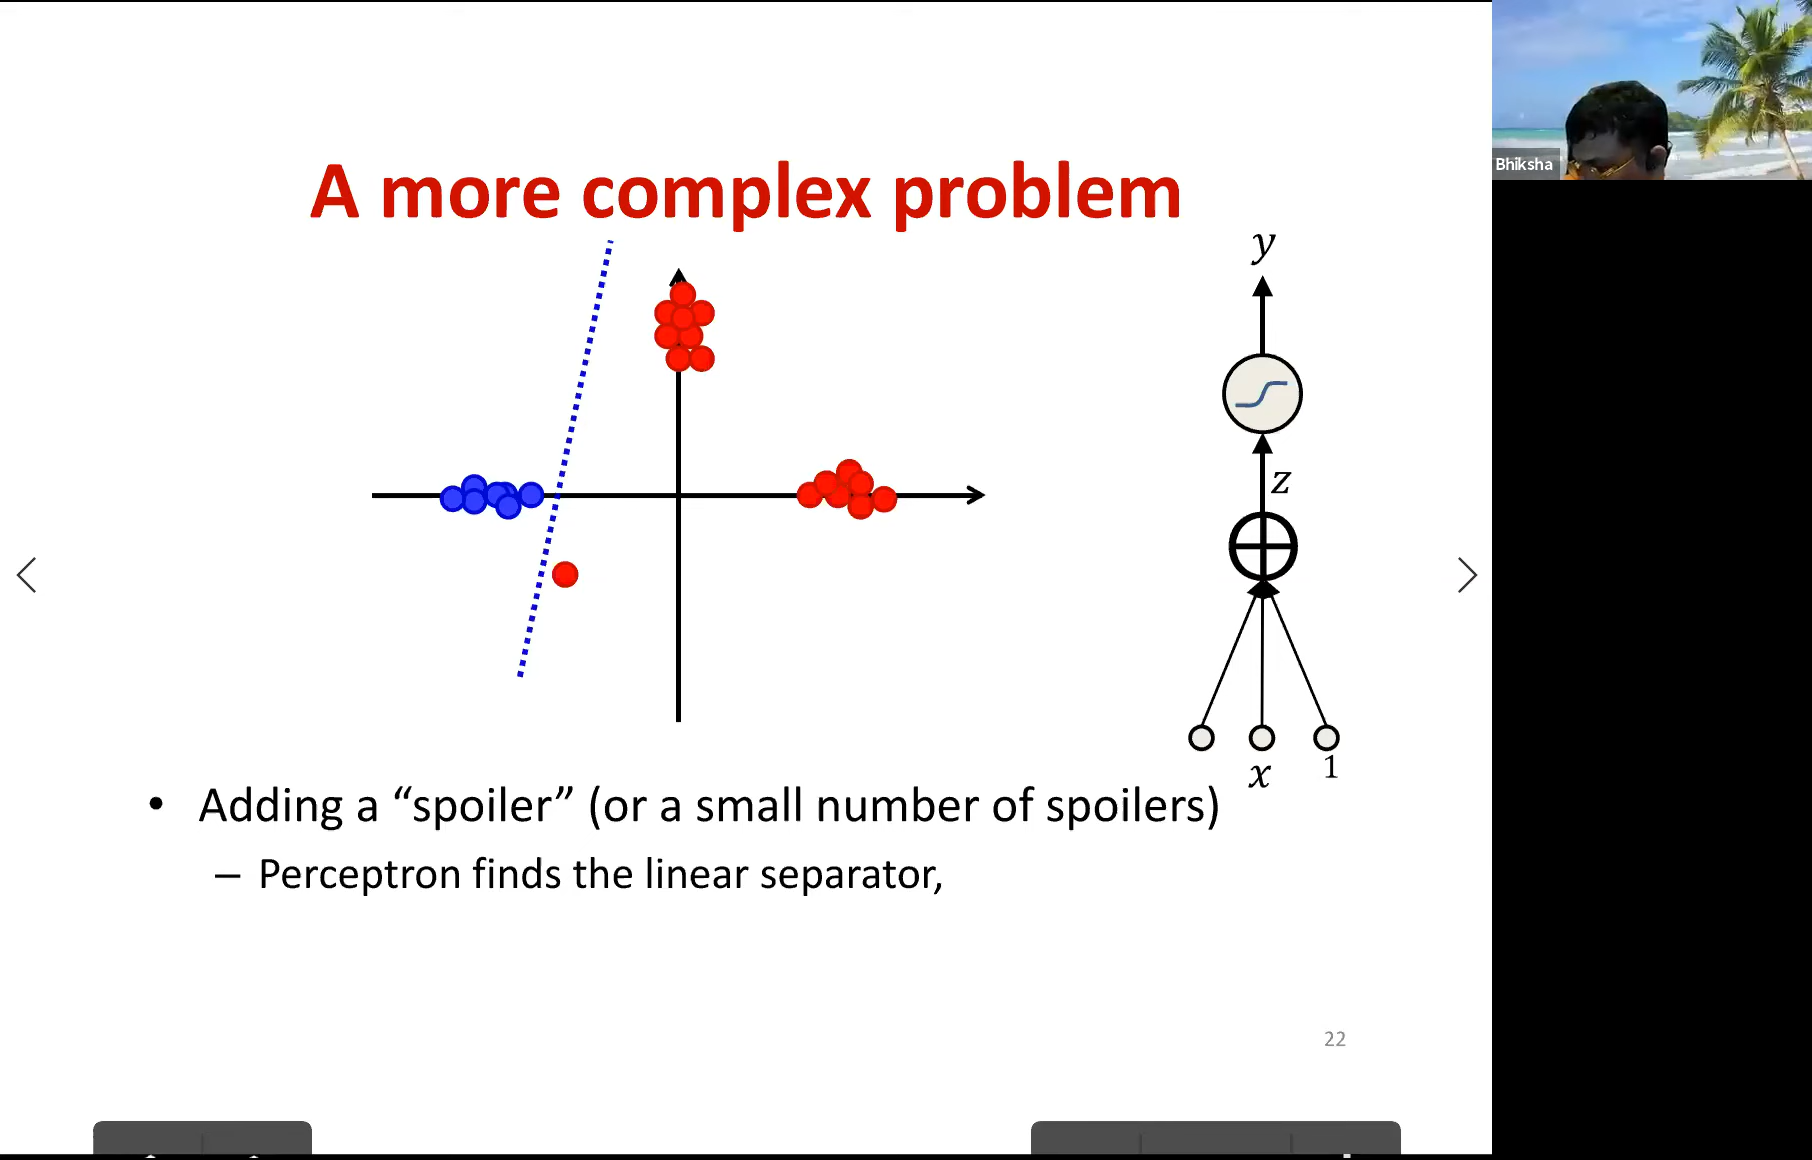 A more complex problem
y
z
x
1
• Adding a “spoiler” (or a small number of spoilers)
– Perceptron finds the linear separator,
22
Bhiksha